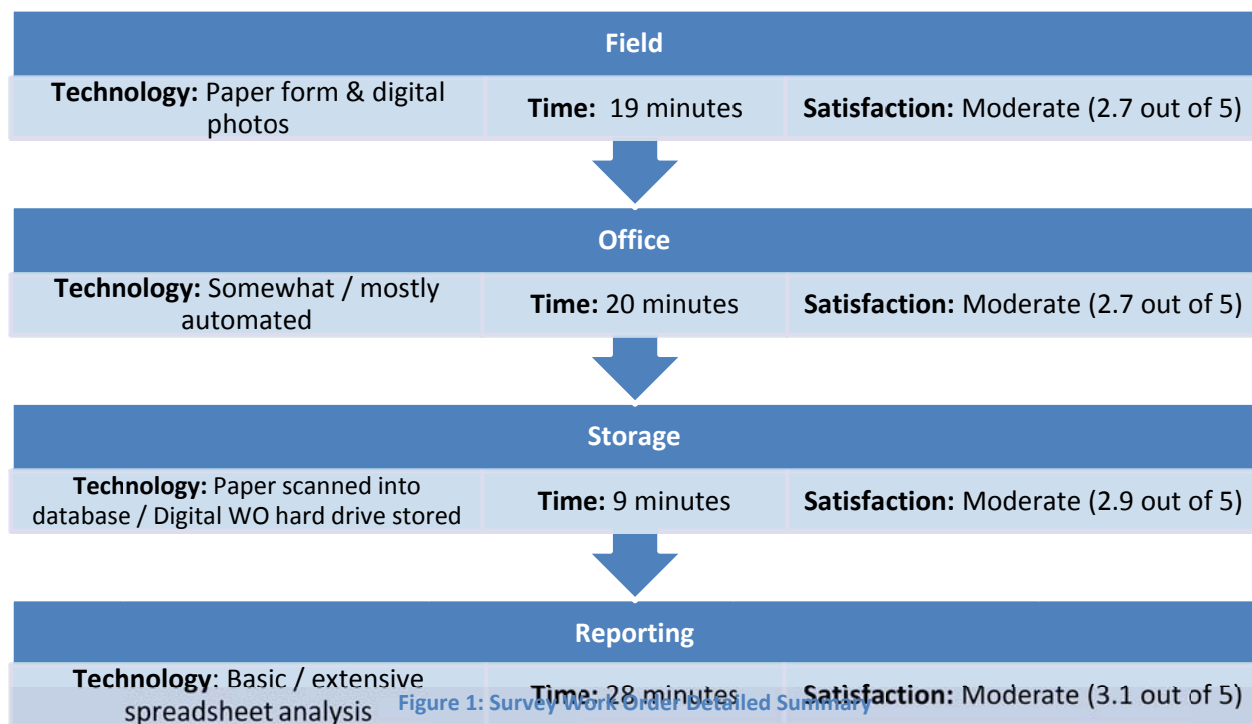 Field
Technology: Paper form & digital
photos
Time: 19 minutes
Satisfaction: Moderate (2.7 out of 5)
Office
Technology: Somewhat / mostly
automated
Time: 20 minutes
Satisfaction: Moderate (2.7 out of 5)
Storage
Technology: Paper scanned into
database / Digital WO hard drive stored
Time: 9 minutes
Satisfaction: Moderate (2.9 out of 5)
Reporting
Technology: Basic / extensive
spreadsheet analysis
Time: 28 minutes
Satisfaction: Moderate (3.1 out of 5)
Figure 1: Survey Work Order Detailed Summary